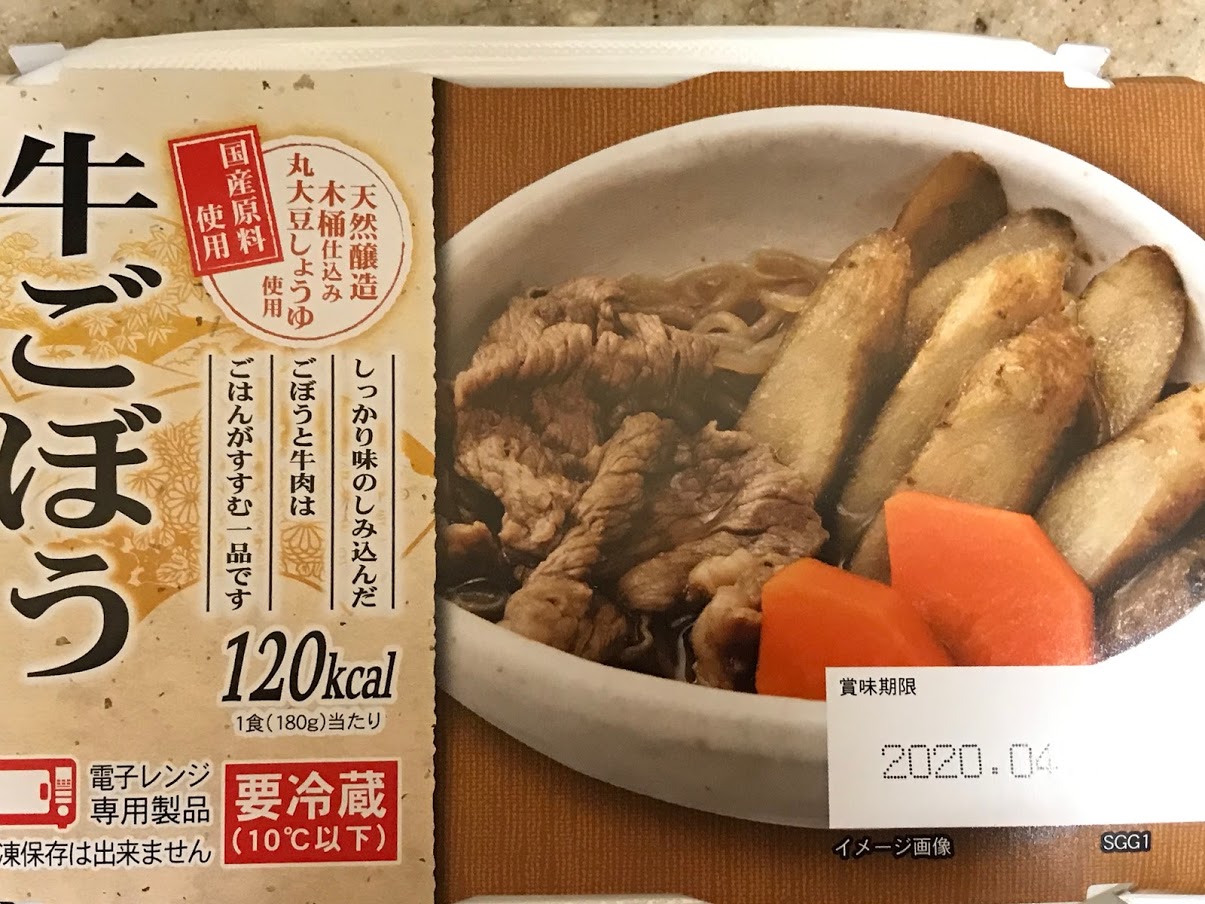 牛ごぼう
国産原料
使用
天然醸造
木桶仕込み
丸大豆しょうゆ
使用
しっかり味のしみ込んだ
ごぼうと牛肉は
ごはんがすすむ一品です
120kcal
1食(180g)当たり
電子レンジ
専用製品
凍保存は出来ません
要冷蔵
(10℃以下)
賞味期限
2020.04
イメージ画像
SGG1